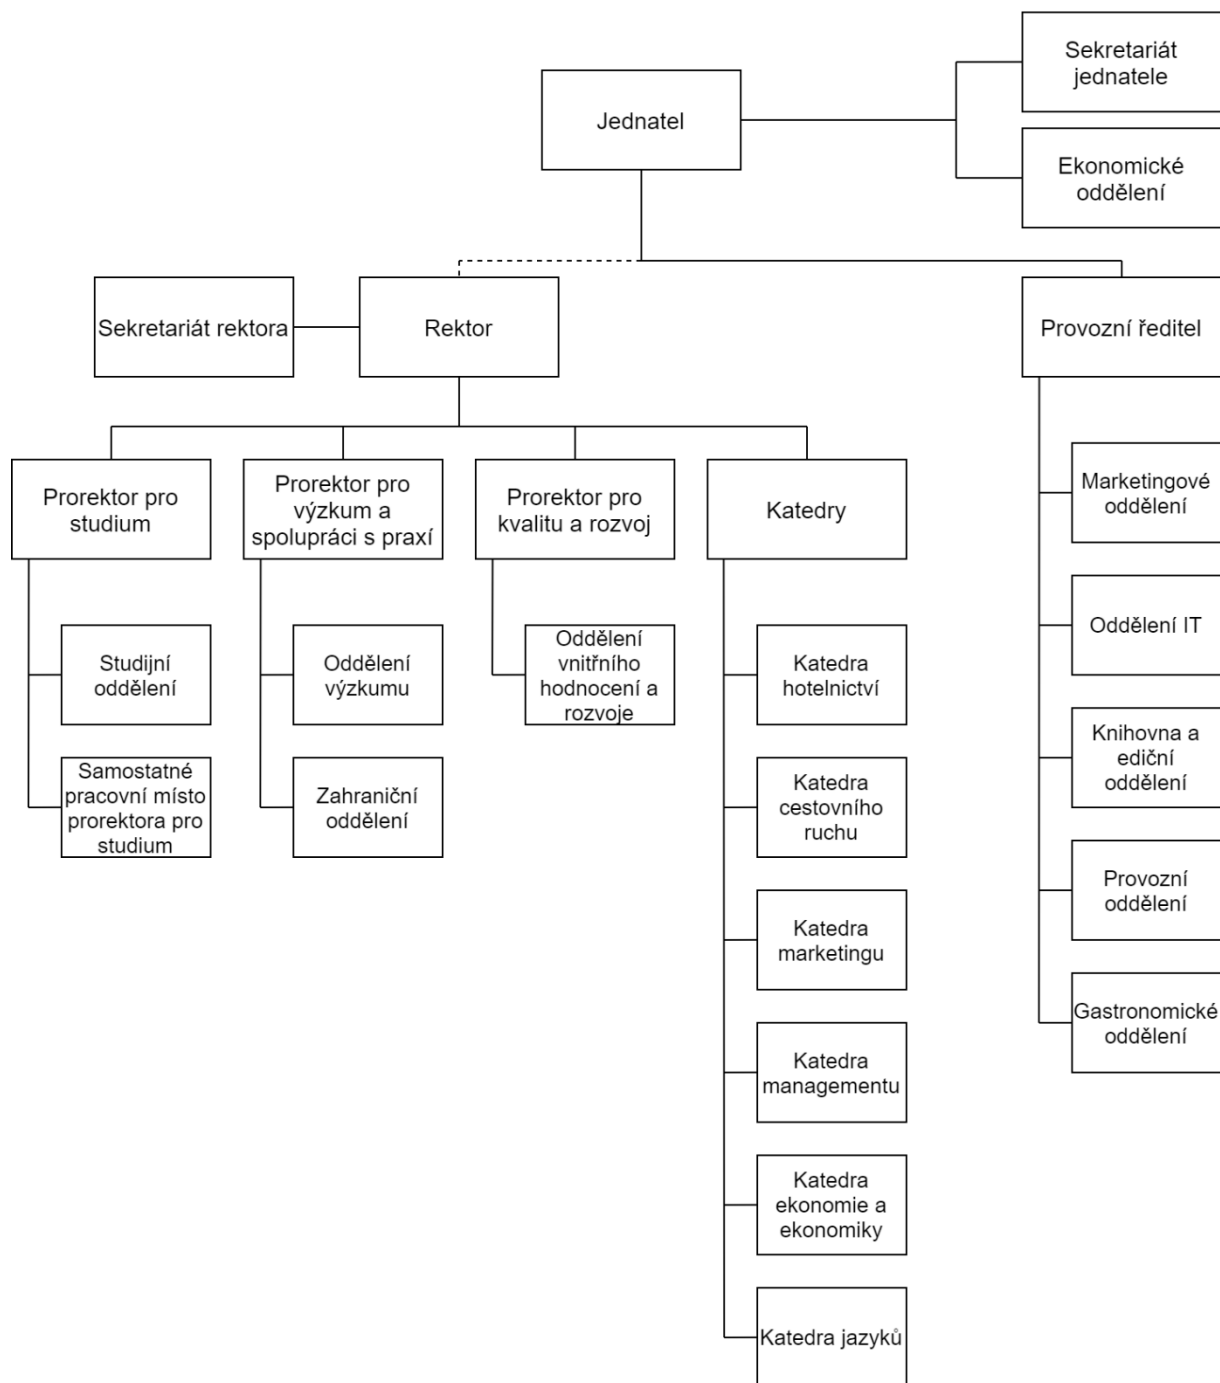 Sekretariát
jednatele
Jednatel
Ekonomické
oddělení
Sekretariát rektora
Rektor
Provozní ředitel
Prorektor pro
studium
Prorektor pro
výzkum a
spolupráci s praxí
Prorektor pro
kvalitu a rozvoj
Katedry
Marketingové
oddělení
Studijní
oddělení
Oddělení
výzkumu
Oddělení
vnitřního
hodnocení a
rozvoje
Katedra
hotelnictví
Oddělení IT
Samostatné
pracovní místo
prorektora pro
studium
Zahraniční
oddělení
Katedra
cestovního
ruchu
Knihovna a
ediční
oddělení
Katedra
marketingu
Provozní
oddělení
Katedra
managementu
Gastronomické
oddělení
Katedra
ekonomie a
ekonomiky
Katedra jazyků